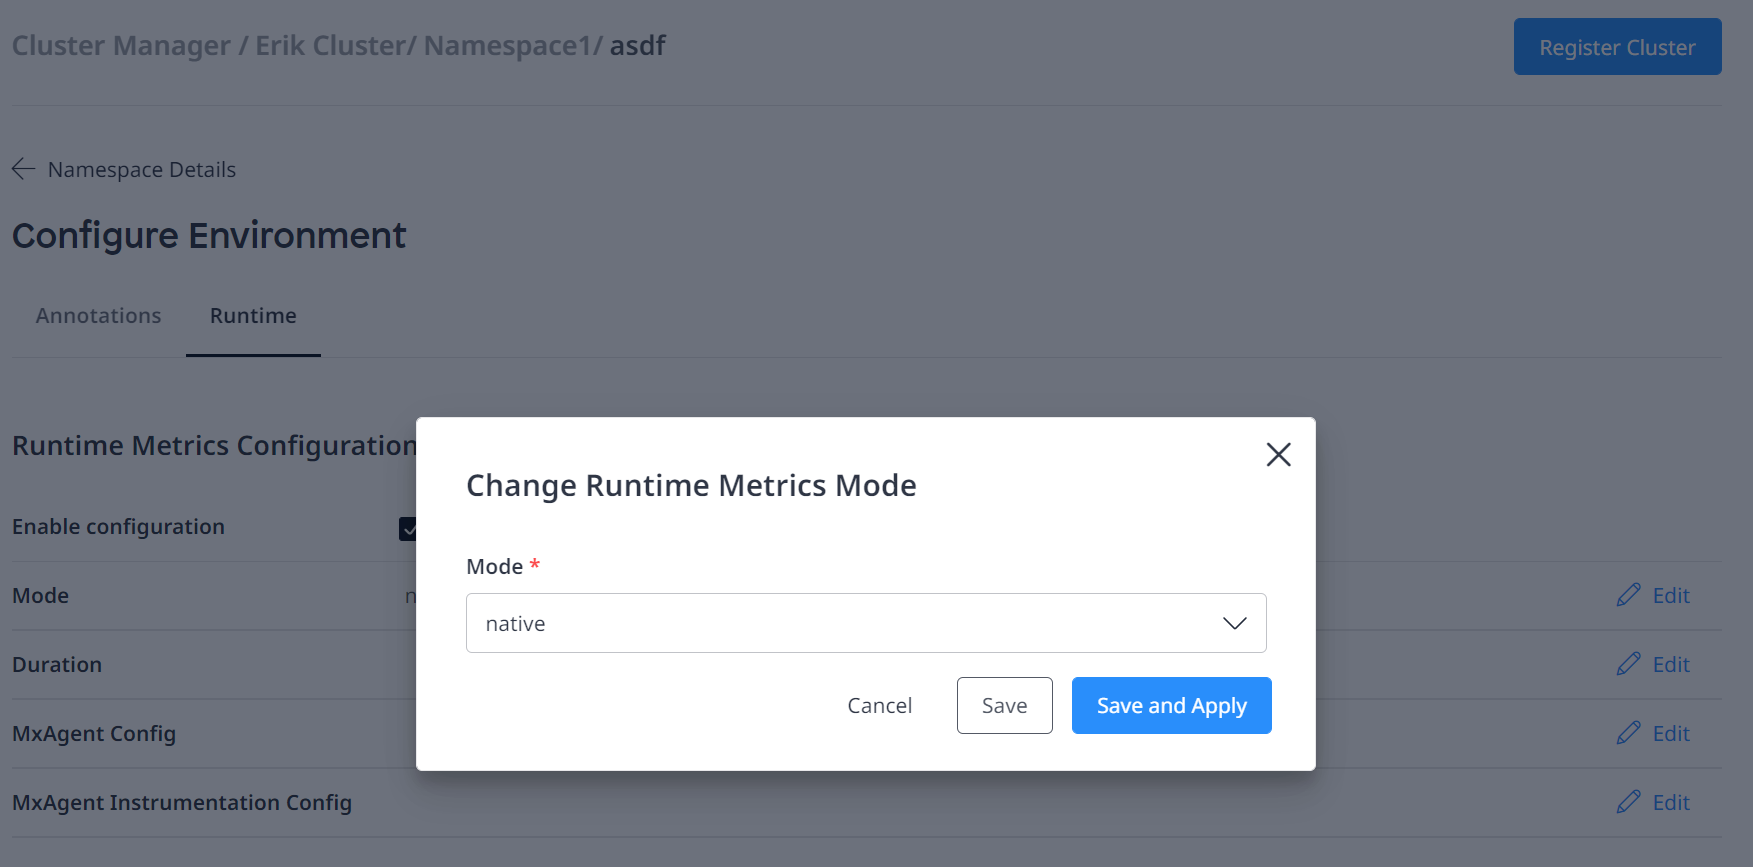 Cluster Manager / Erik Cluster/ Namespace1/ asdf
Register Cluster
Namespace Details
Configure Environment
Annotations
Runtime
Runtime Metrics Configuration
Enable configuration
Mode
Edit
Duration
Edit
MxAgent Config
Edit
MxAgent Instrumentation Config
Edit
Change Runtime Metrics Mode
Mode *
native
Cancel
Save
Save and Apply